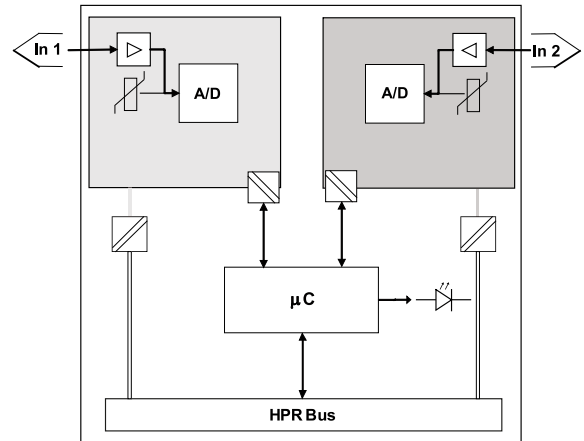 In 1
In 2
A/D
A/D
µC
HPR Bus